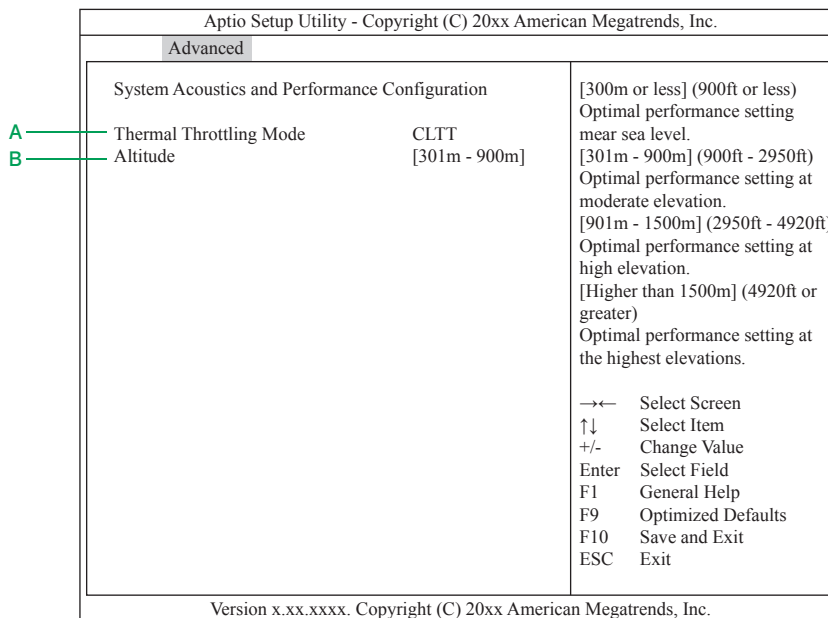 Aptio Setup Utility - Copyright (C) 20xx American Megatrends, Inc.
Advanced
System Acoustics and Performance Configuration
A
Thermal Throttling Mode CLTT
B
Altitude [301m - 900m]
[300m or less] (900ft or less)
Optimal performance setting
mear sea level.
[301m - 900m] (900ft - 2950ft)
Optimal performance setting at
moderate elevation.
[901m - 1500m] (2950ft - 4920ft)
Optimal performance setting at
high elevation.
[Higher than 1500m] (4920ft or
greater)
Optimal performance setting at
the highest elevations.
→← Select Screen
↑↓ Select Item
+/- Change Value
Enter Select Field
F1 General Help
F9 Optimized Defaults
F10 Save and Exit
ESC Exit
Version x.xx.xxxx. Copyright (C) 20xx American Megatrends, Inc.